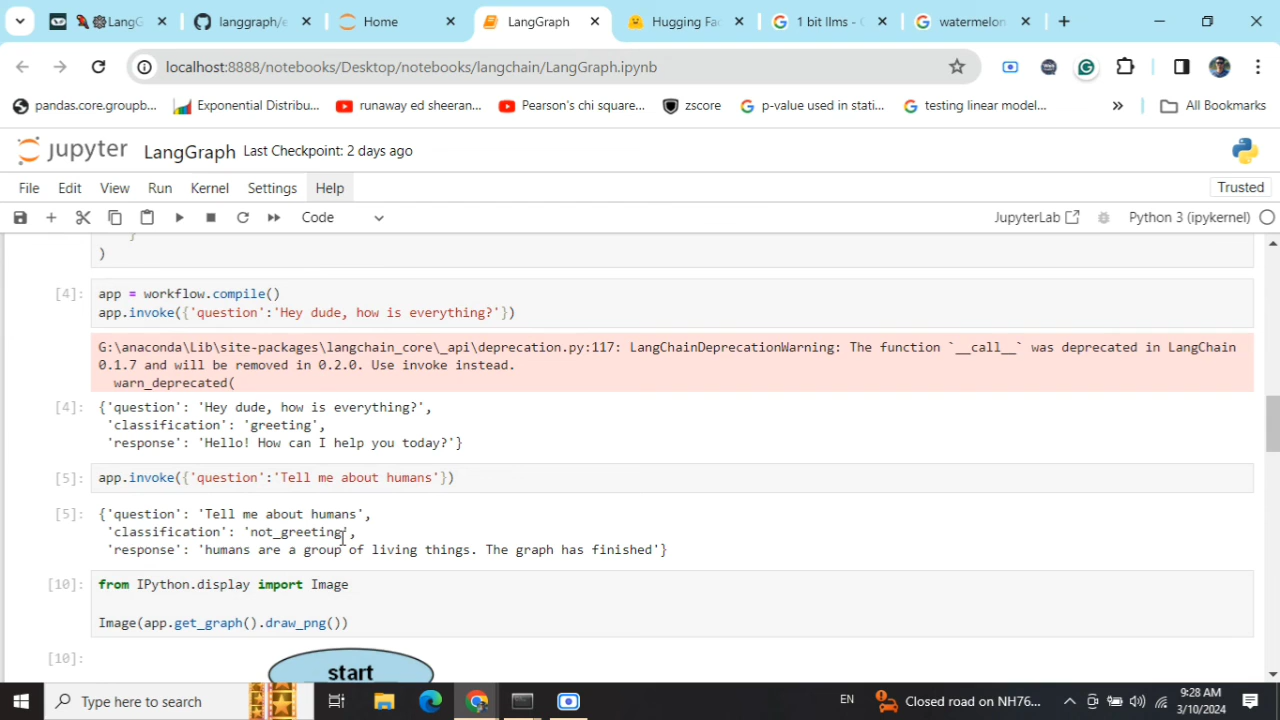 LangG
langgraph/e
Home
LangGraph
Hugging Fac
1 bit llms - G
watermelon
localhost:8888/notebooks/Desktop/notebooks/langchain/LangGraph.ipynb
pandas.core.groupb...
Exponential Distribu...
runaway ed sheeran...
Pearson's chi square...
zscore
p-value used in stati...
testing linear model...
»
All Bookmarks
jupyter LangGraph Last Checkpoint: 2 days ago
File Edit View Run Kernel Settings Help
Trusted
Code
JupyterLab
Python 3 (ipykernel)
}
)
[4]:
app = workflow.compile()
app.invoke({'question':'Hey dude, how is everything?'})
G:\anaconda\Lib\site-packages\langchain_core\_api\deprecation.py:117: LangChainDeprecationWarning: The function `__call__` was deprecated in LangChain
0.1.7 and will be removed in 0.2.0. Use invoke instead.
warn_deprecated(
[4]:
{'question': 'Hey dude, how is everything?',
'classification': 'greeting',
'response': 'Hello! How can I help you today?'}
[5]:
app.invoke({'question':'Tell me about humans'})
[5]:
{'question': 'Tell me about humans',
'classification': 'not_greeting',
'response': 'humans are a group of living things. The graph has finished'}
[10]:
from IPython.display import Image
Image(app.get_graph().draw_png())
[10]:
start
Type here to search
EN
Closed road on NH76...
9:28 AM
3/10/2024